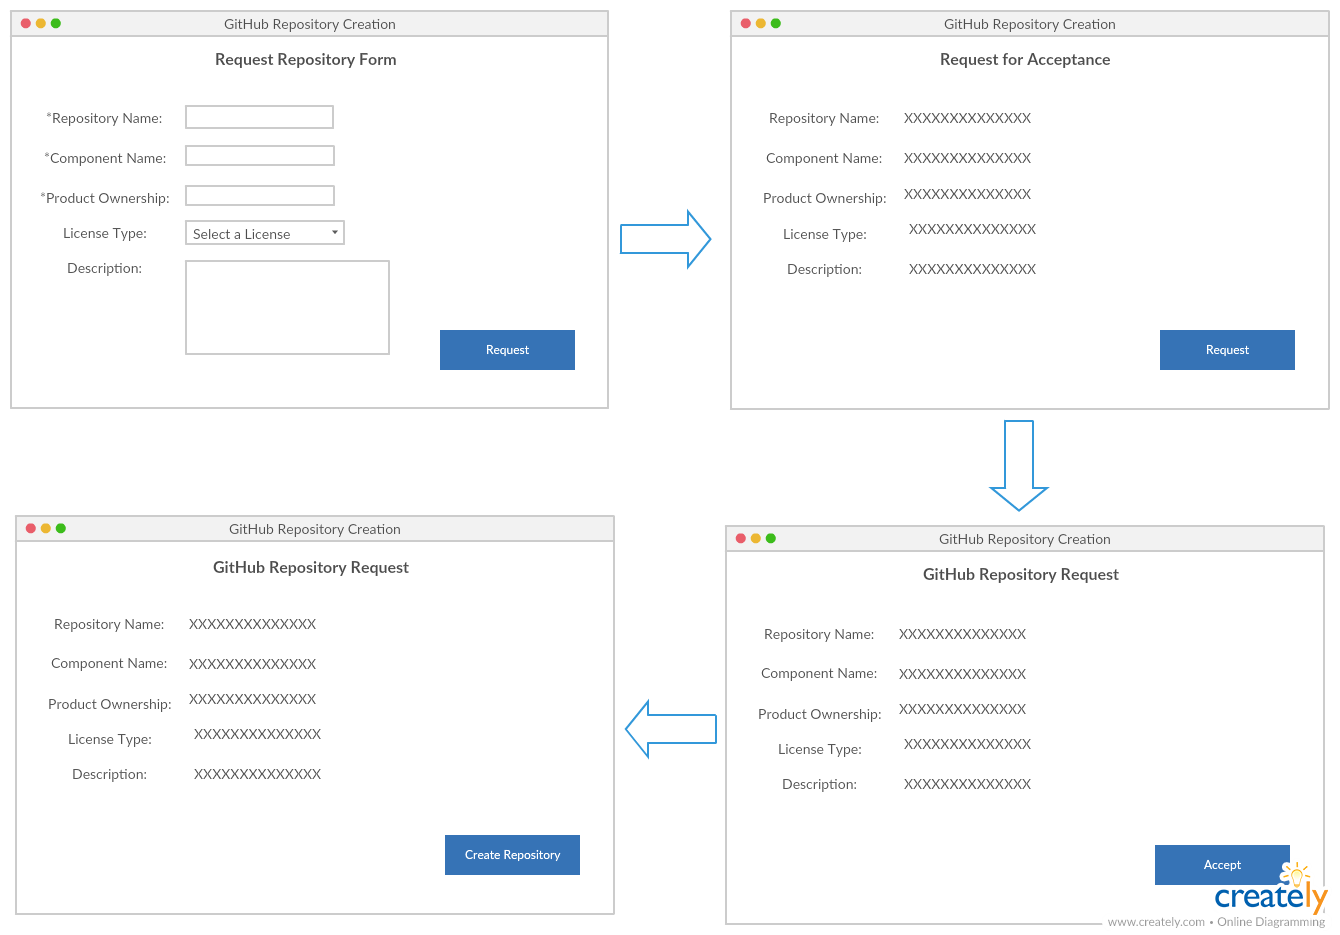 GitHub Repository Creation
Request Repository Form
*Repository Name:
*Component Name:
*Product Ownership:
License Type: Select a License
Description:
Request
GitHub Repository Creation
Request for Acceptance
Repository Name: XXXXXXXXXXXXXX
Component Name: XXXXXXXXXXXXXX
Product Ownership: XXXXXXXXXXXXXX
License Type: XXXXXXXXXXXXXX
Description: XXXXXXXXXXXXXX
Request
GitHub Repository Creation
GitHub Repository Request
Repository Name: XXXXXXXXXXXXXX
Component Name: XXXXXXXXXXXXXX
Product Ownership: XXXXXXXXXXXXXX
License Type: XXXXXXXXXXXXXX
Description: XXXXXXXXXXXXXX
Create Repository
GitHub Repository Creation
GitHub Repository Request
Repository Name: XXXXXXXXXXXXXX
Component Name: XXXXXXXXXXXXXX
Product Ownership: XXXXXXXXXXXXXX
License Type: XXXXXXXXXXXXXX
Description: XXXXXXXXXXXXXX
Accept
creately
www.creately.com • Online Diagramming